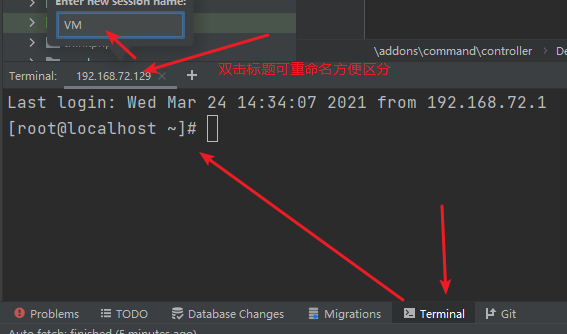 Enter new session name:
VM
\addons\command\controller
Terminal: 192.168.72.129
双击标题可重命名方便区分
Last login: Wed Mar 24 14:34:07 2021 from 192.168.72.1
[root@localhost ~]#
Problems TODO Database Changes Migrations Terminal Git
Auto fetch: finished (5 minutes ago)